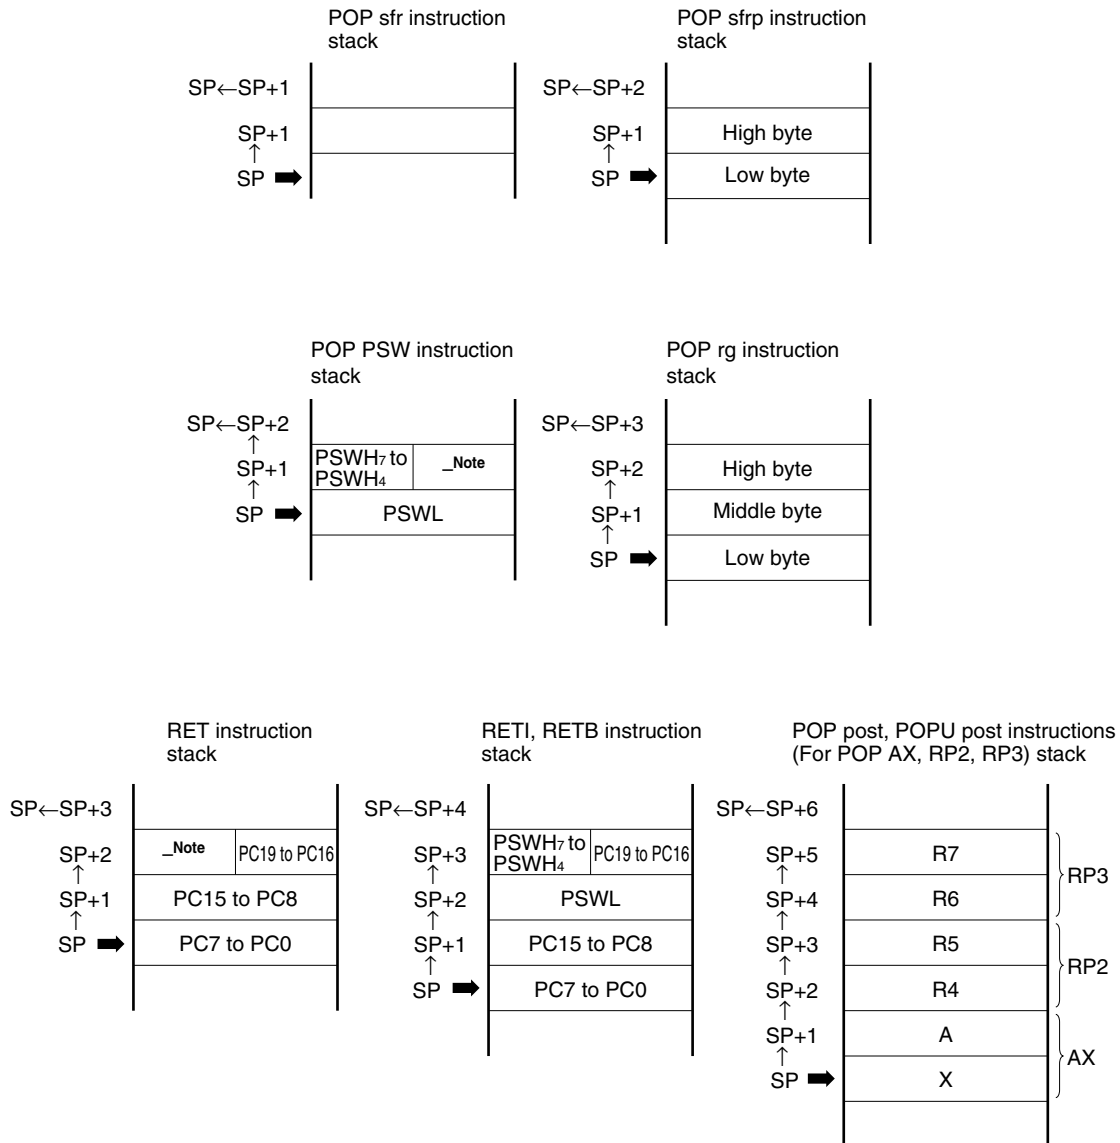 POP sfr instruction
stack
SP←SP+1
SP+1
↑
SP
POP sfrp instruction
stack
SP←SP+2
SP+1
↑
SP
High byte
Low byte
POP PSW instruction
stack
SP←SP+2
↑
SP+1
↑
SP
PSWH7 to
PSWH4
_Note
PSWL
POP rg instruction
stack
SP←SP+3
SP+2
↑
SP+1
↑
SP
High byte
Middle byte
Low byte
RET instruction
stack
SP←SP+3
SP+2
↑
SP+1
↑
SP
_Note
PC19 to PC16
PC15 to PC8
PC7 to PC0
RETI, RETB instruction
stack
SP←SP+4
SP+3
↑
SP+2
↑
SP+1
↑
SP
PSWH7 to
PSWH4
PC19 to PC16
PSWL
PC15 to PC8
PC7 to PC0
POP post, POPU post instructions
(For POP AX, RP2, RP3) stack
SP←SP+6
SP+5
↑
SP+4
↑
SP+3
↑
SP+2
↑
SP+1
↑
SP
R7
R6
R5
R4
A
X
RP3
RP2
AX